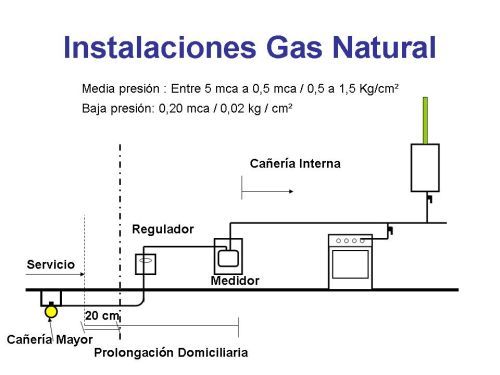 Instalaciones Gas Natural
Media presión : Entre 5 mca a 0,5 mca / 0,5 a 1,5 Kg/cm²
Baja presión: 0,20 mca / 0,02 kg / cm²
Cañería Interna
Regulador
Servicio
Medidor
20 cm
Cañería Mayor
Prolongación Domiciliaria